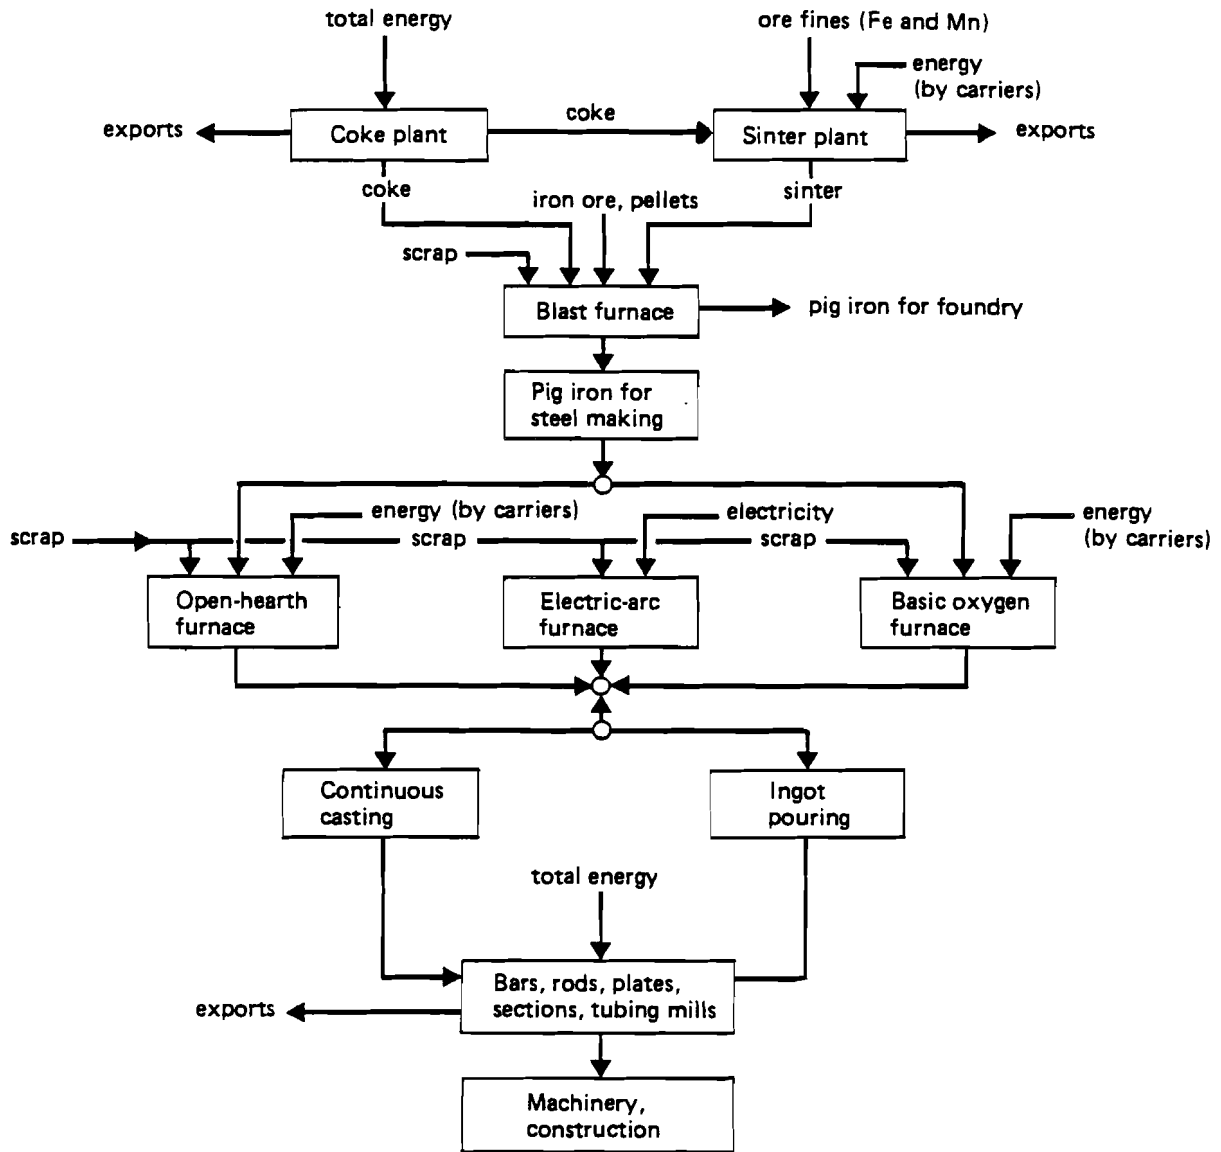 total energy
ore fines (Fe and Mn)
energy
(by carriers)
exports
Coke plant
coke
Sinter plant
exports
coke
sinter
iron ore, pellets
scrap
Blast furnace
pig iron for foundry
Pig iron for
steel making
energy (by carriers)
electricity
energy
(by carriers)
scrap
scrap
scrap
Open-hearth
furnace
Electric-arc
furnace
Basic oxygen
furnace
Continuous
casting
Ingot
pouring
total energy
Bars, rods, plates,
sections, tubing mills
exports
Machinery,
construction